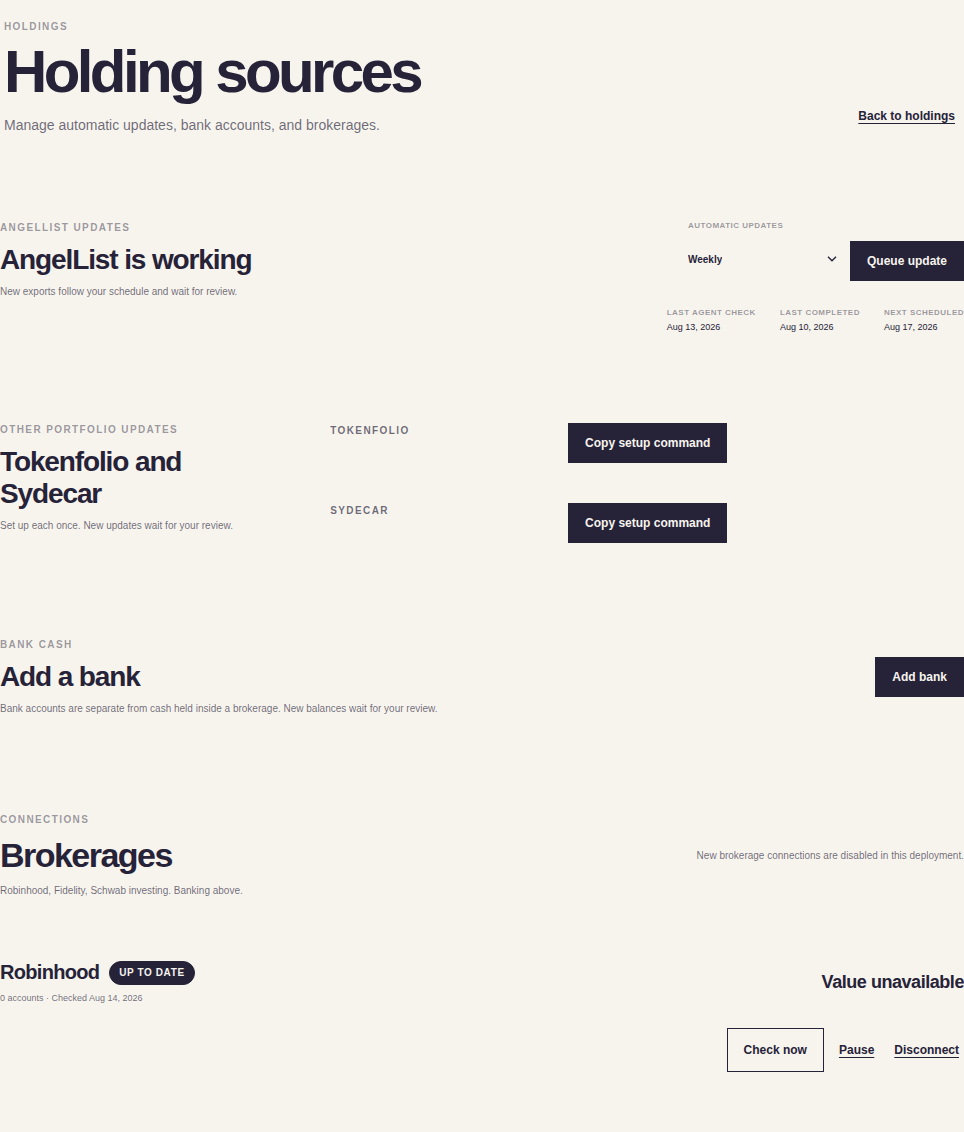 HOLDINGS
Holding sources
Manage automatic updates, bank accounts, and brokerages.
Back to holdings
ANGELLIST UPDATES
AngelList is working
New exports follow your schedule and wait for review.
AUTOMATIC UPDATES
Weekly
Queue update
LAST AGENT CHECK
Aug 13, 2026
LAST COMPLETED
Aug 10, 2026
NEXT SCHEDULED
Aug 17, 2026
OTHER PORTFOLIO UPDATES
Tokenfolio and
Sydecar
Set up each once. New updates wait for your review.
TOKENFOLIO
Copy setup command
SYDECAR
Copy setup command
BANK CASH
Add a bank
Bank accounts are separate from cash held inside a brokerage. New balances wait for your review.
Add bank
CONNECTIONS
Brokerages
Robinhood, Fidelity, Schwab investing. Banking above.
New brokerage connections are disabled in this deployment.
Robinhood
UP TO DATE
0 accounts · Checked Aug 14, 2026
Value unavailable
Check now
Pause
Disconnect